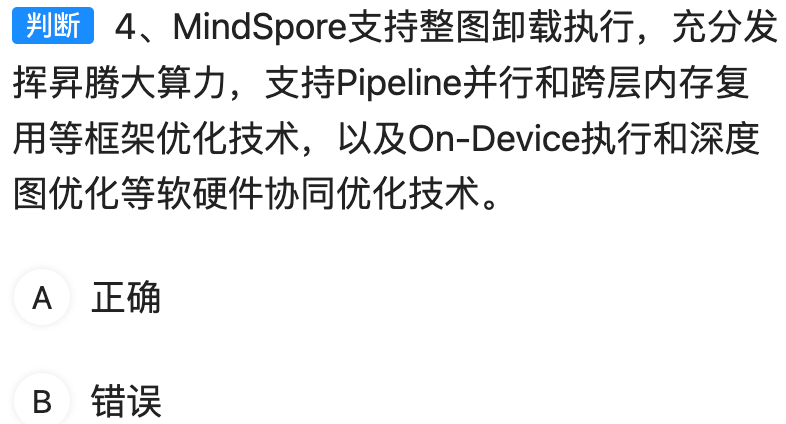 判断 4、MindSpore支持整图卸载执行，充分发
挥昇腾大算力，支持Pipeline并行和跨层内存复
用等框架优化技术，以及On-Device执行和深度
图优化等软硬件协同优化技术。
A 正确
B 错误